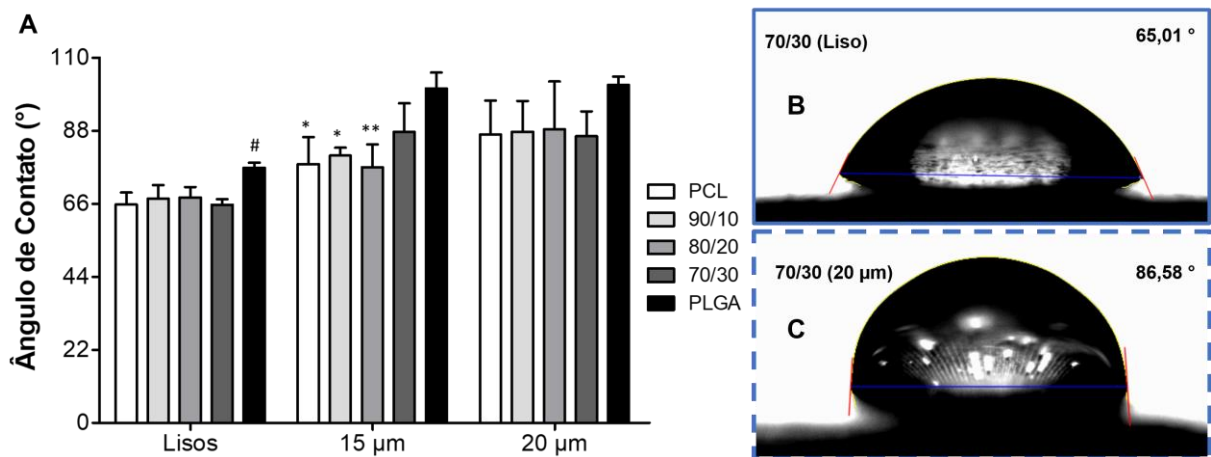 A
Ângulo de Contato (°)
110
88
66
44
22
0
#
*
*
**
Lisos
15 µm
20 µm
PCL
90/10
80/20
70/30
PLGA
70/30 (Liso)
65,01 °
B
70/30 (20 µm)
86,58 °
C